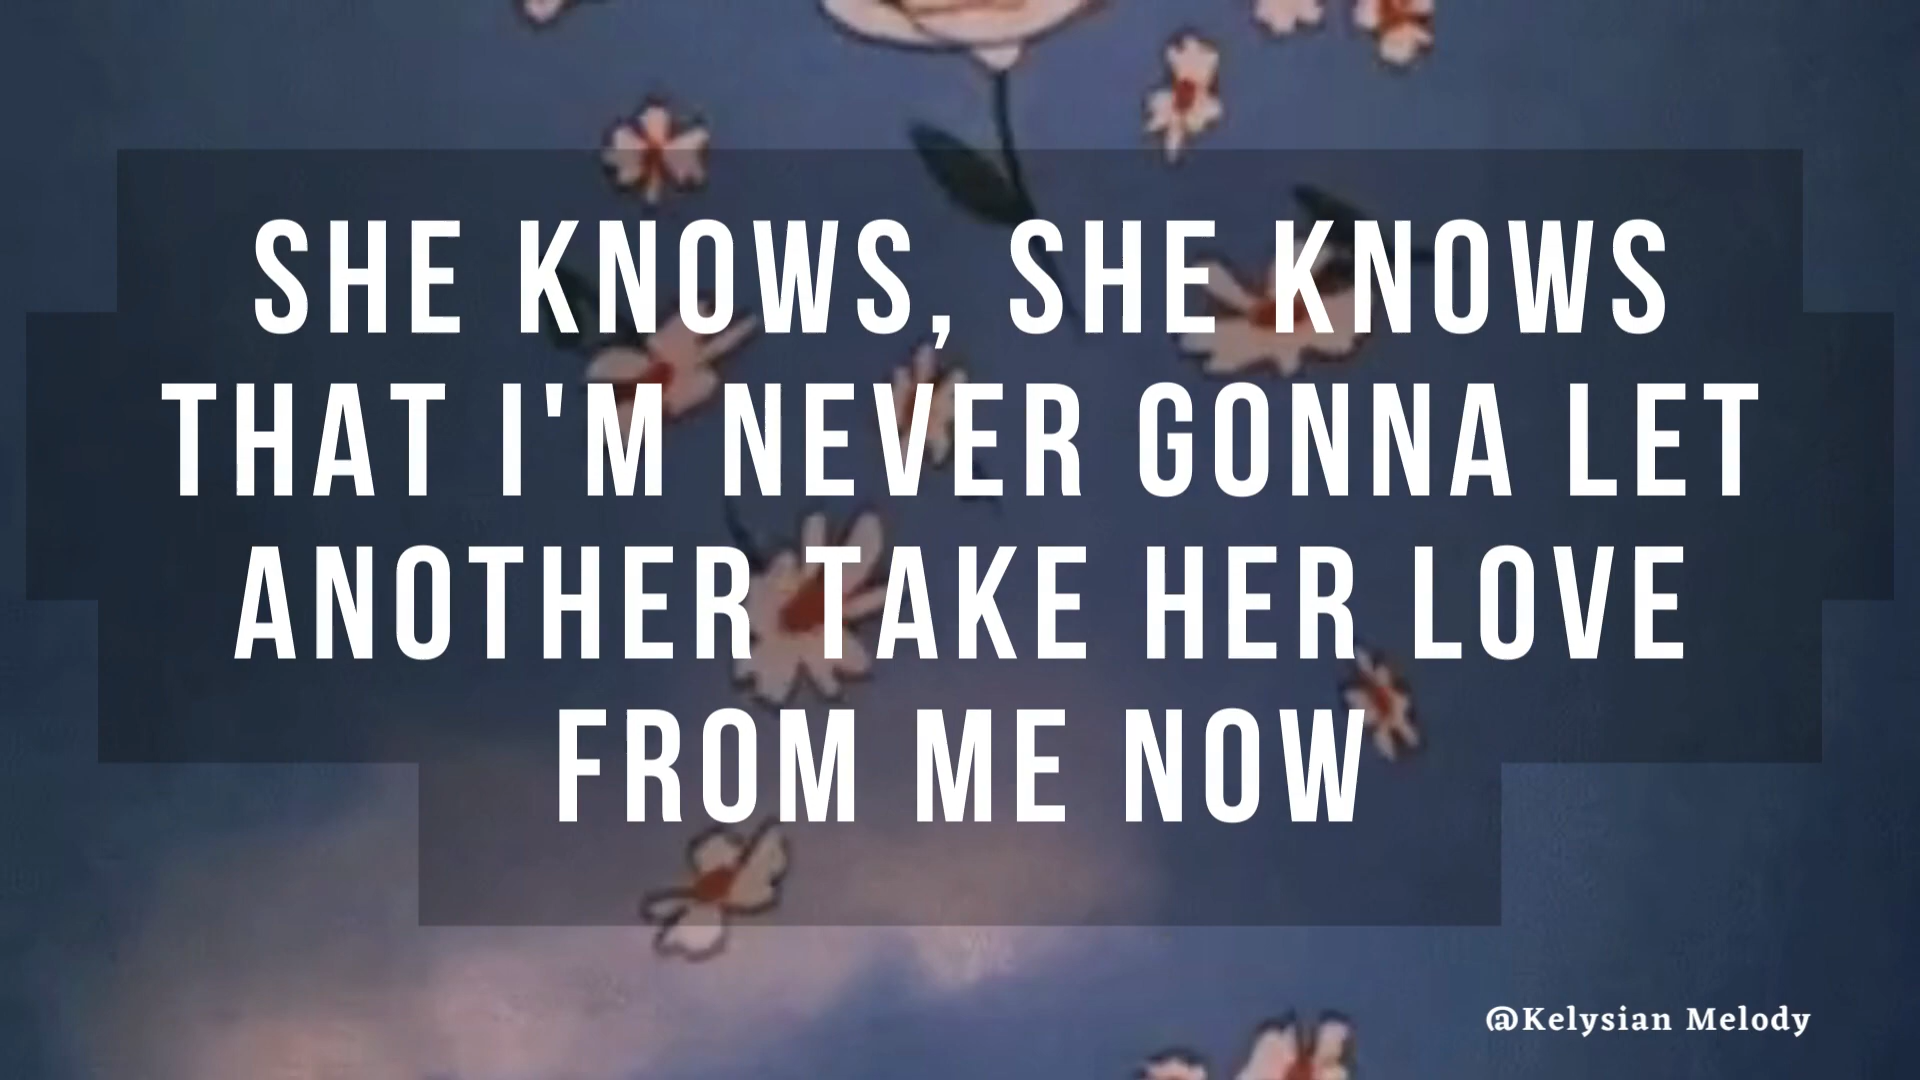 SHE KNOWS, SHE KNOWS
THAT I'M NEVER GONNA LET
ANOTHER TAKE HER LOVE
FROM ME NOW
@Kelysian Melody